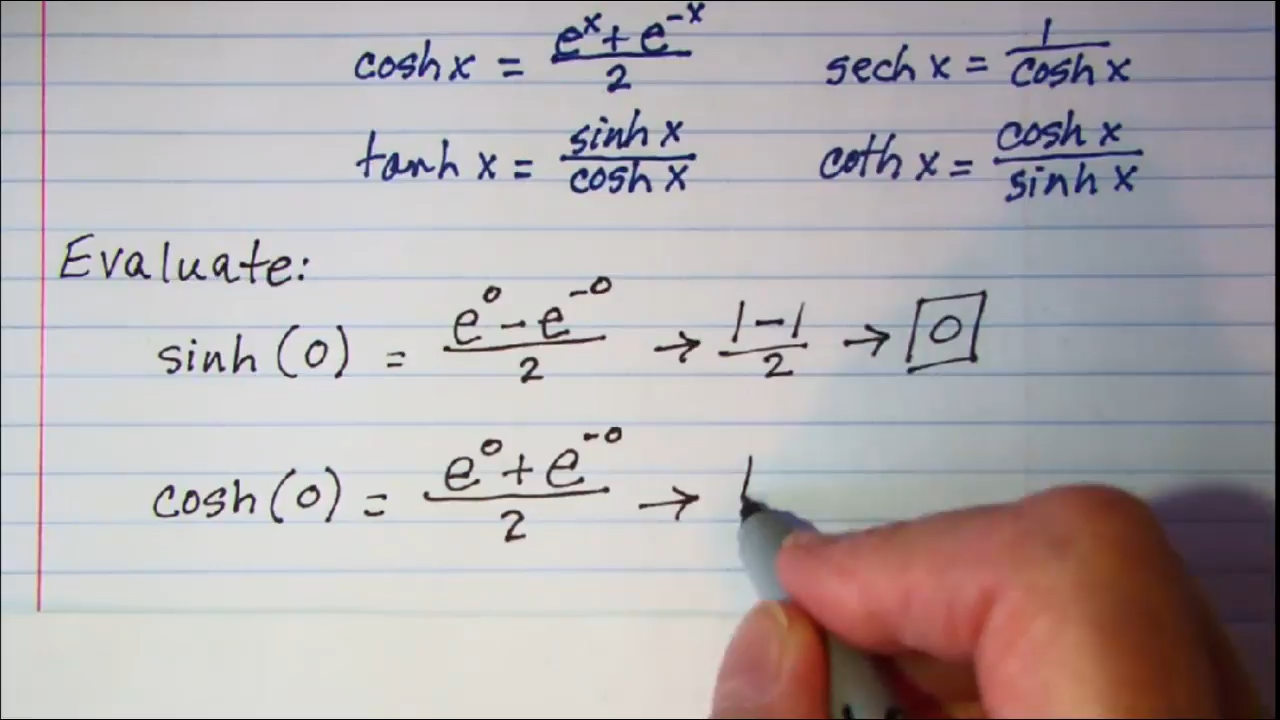 cosh x = (e^x + e^-x)/2    sech x = 1/(cosh x)
tanh x = (sinh x)/(cosh x)    coth x = (cosh x)/(sinh x)
Evaluate:
sinh(0) = (e^0 - e^-0)/2 → (1-1)/2 → 0
cosh(0) = (e^0 + e^-0)/2 → 1